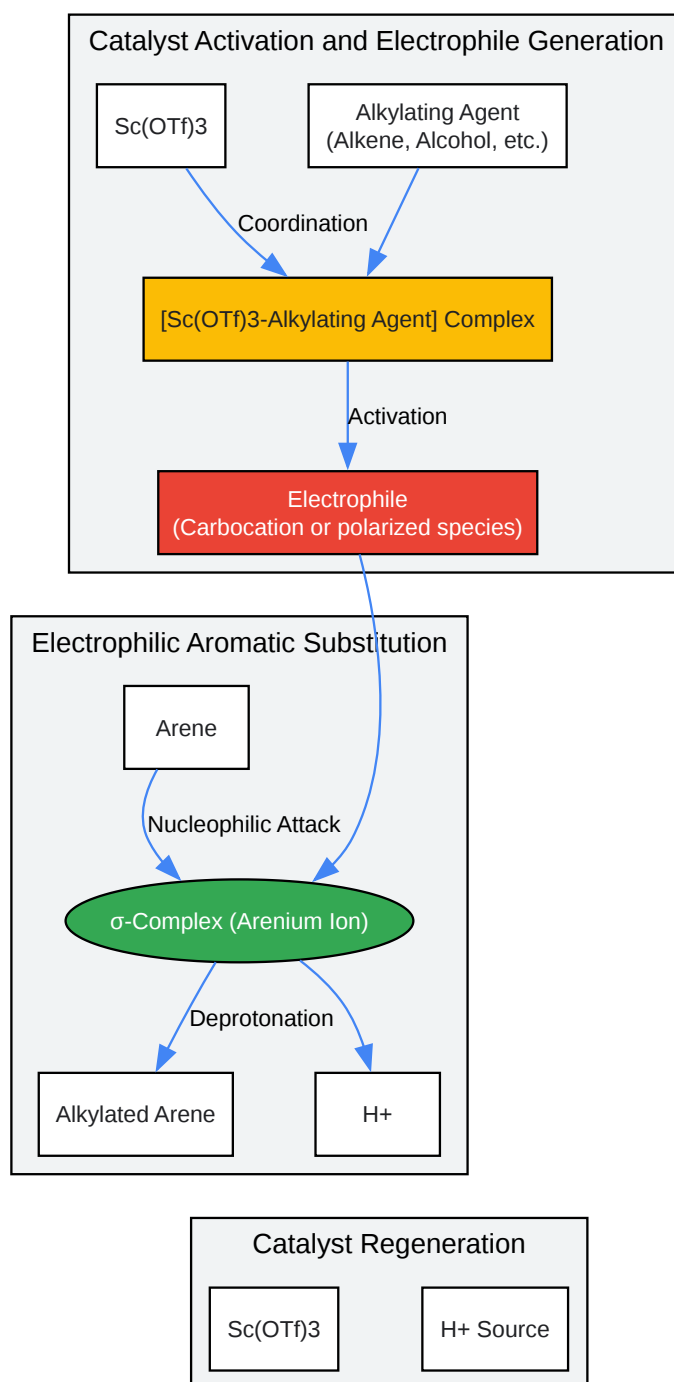 Catalyst Activation and Electrophile Generation
Sc(OTf)3
Alkylating Agent
(Alkene, Alcohol, etc.)
Coordination
[Sc(OTf)3-Alkylating Agent] Complex
Activation
Electrophile
(Carbocation or polarized species)
Electrophilic Aromatic Substitution
Arene
Nucleophilic Attack
σ-Complex (Arenium Ion)
Deprotonation
Alkylated Arene
H+
Catalyst Regeneration
Sc(OTf)3
H+ Source